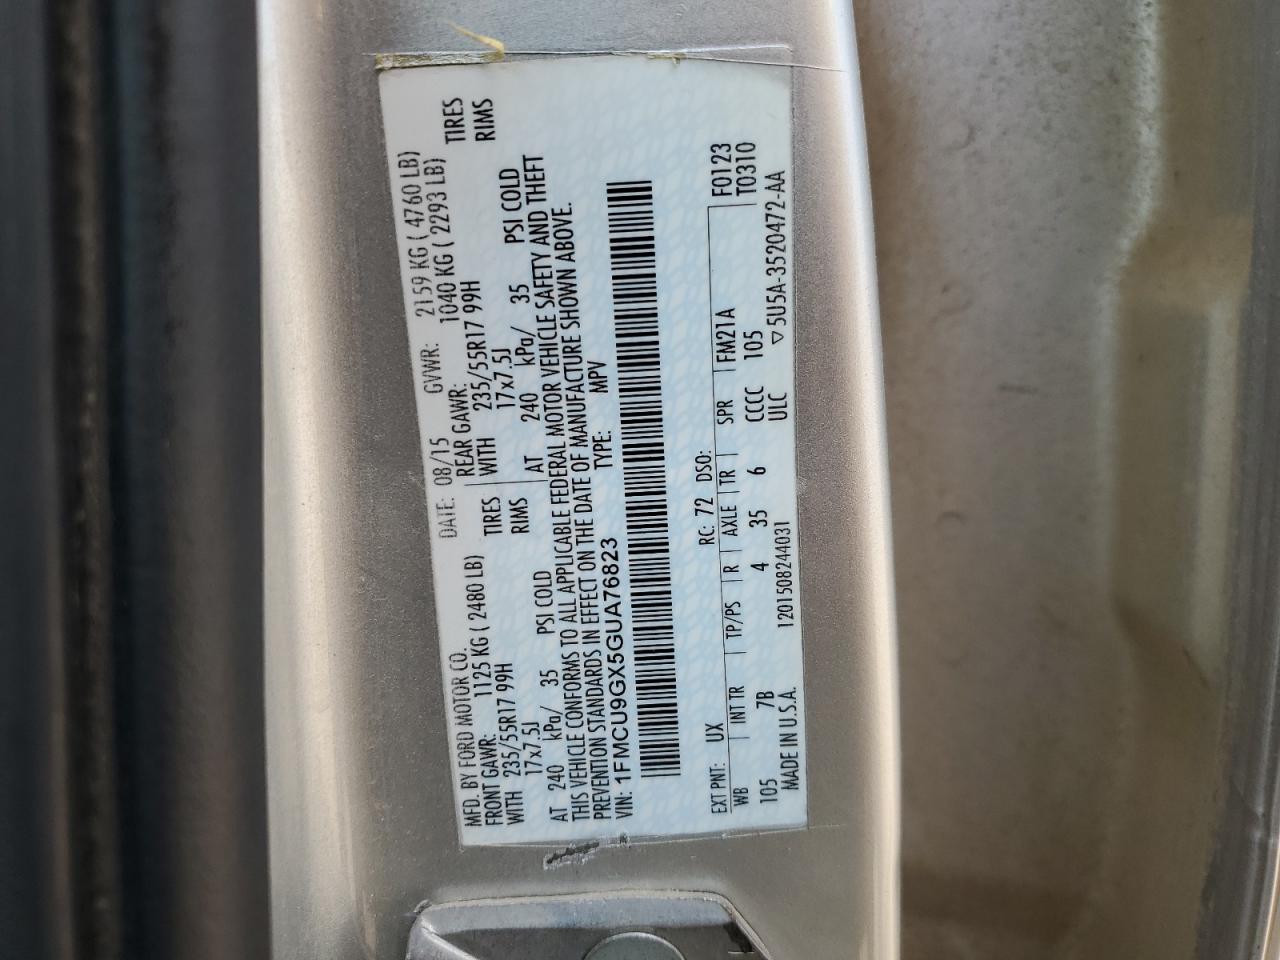 MFD. BY FORD MOTOR CO.
DATE: 08/15 GVWR: 2159 KG ( 4760 LB)
FRONT GAWR: 1125 KG ( 2480 LB) REAR GAWR: 1040 KG ( 2293 LB)
WITH 235/55R17 99H TIRES WITH 235/55R17 99H TIRES
17x7.5J RIMS 17x7.5J RIMS
AT 240 kPa/ 35 PSI COLD AT 240 kPa/ 35 PSI COLD
THIS VEHICLE CONFORMS TO ALL APPLICABLE FEDERAL MOTOR VEHICLE SAFETY AND THEFT
PREVENTION STANDARDS IN EFFECT ON THE DATE OF MANUFACTURE SHOWN ABOVE.
VIN: 1FMCU9GX5GUA76823 TYPE: MPV
EXT PNT: UX RC: 72 DSO: F0123
WB INT TR TP/PS R AXLE TR SPR FM21A T0310
105 7B 4 35 6 CCCC 105
MADE IN U.S.A. 1201508244031 ULC ▽5U5A-3520472-AA